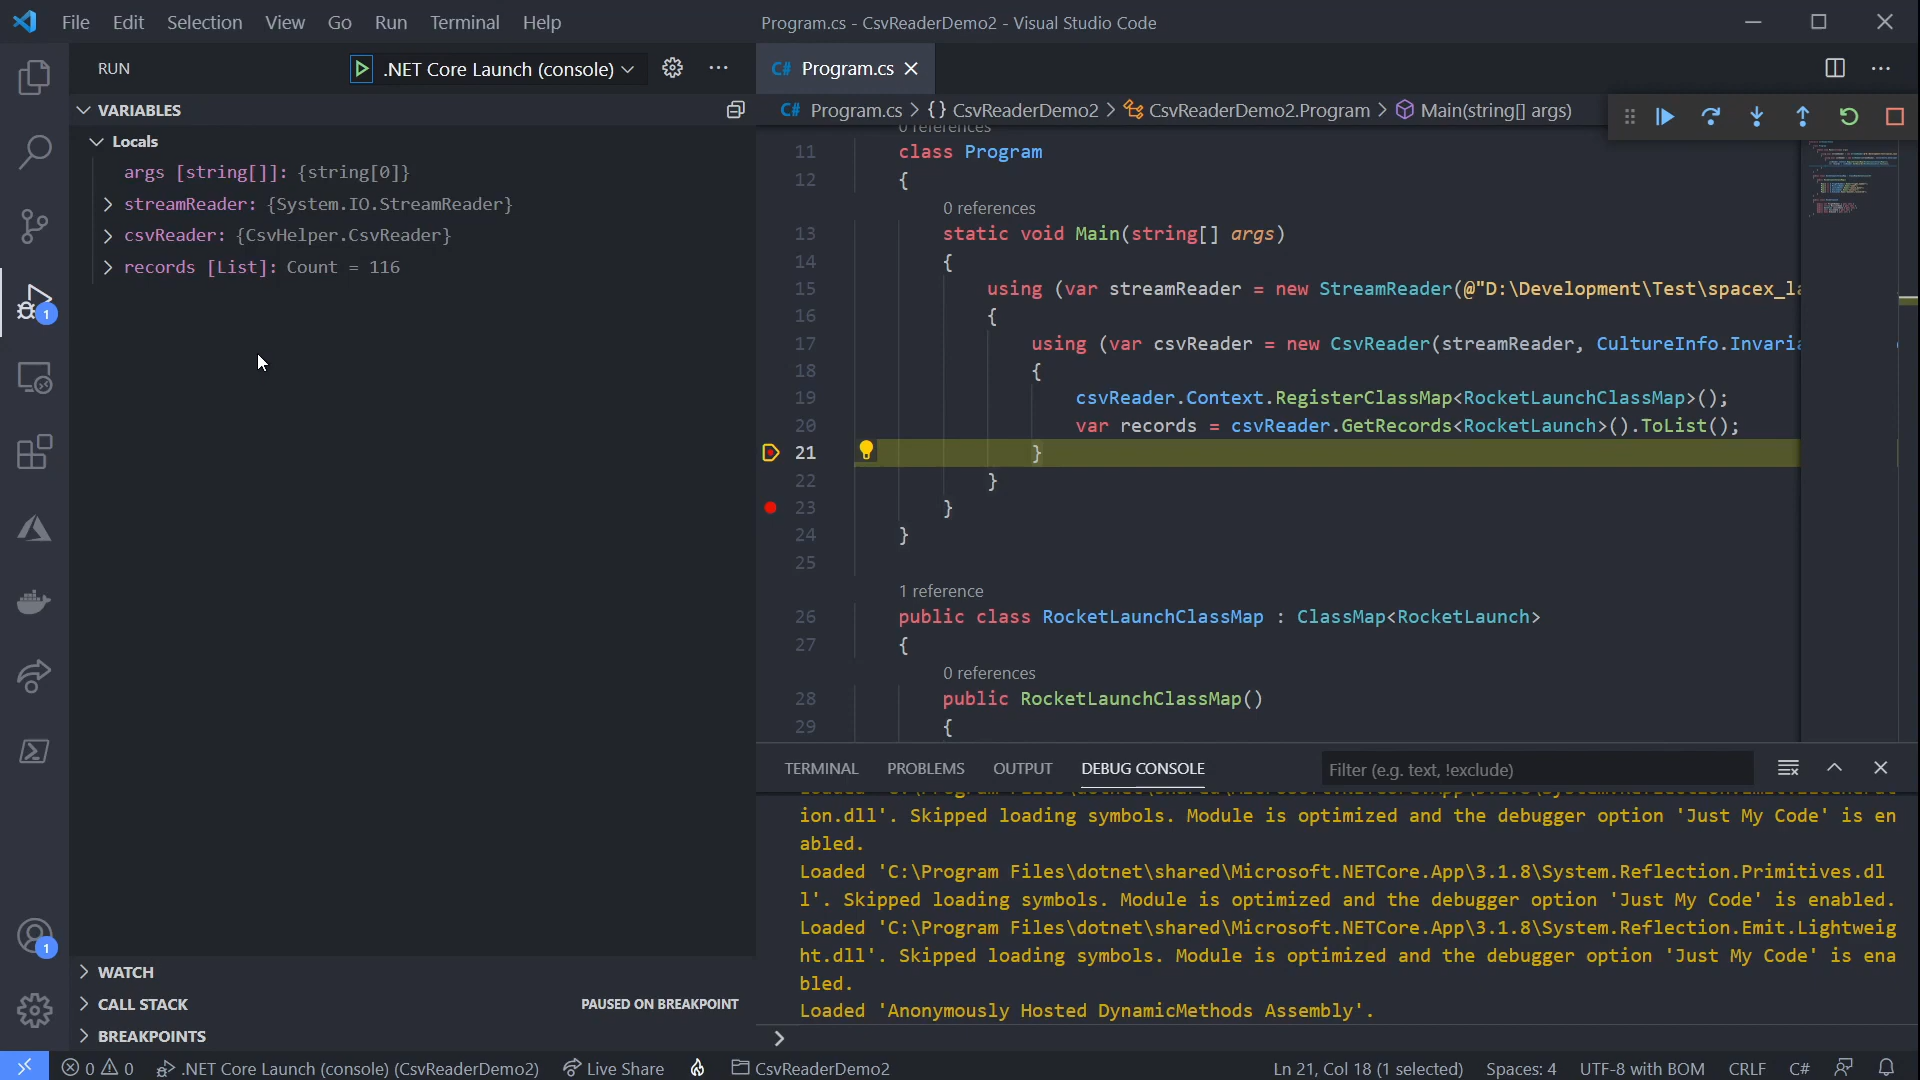 File Edit Selection View Go Run Terminal Help
Program.cs - CsvReaderDemo2 - Visual Studio Code
RUN
.NET Core Launch (console)
VARIABLES
Locals
args [string[]]: {string[0]}
streamReader: {System.IO.StreamReader}
csvReader: {CsvHelper.CsvReader}
records [List]: Count = 116
1
1
WATCH
CALL STACK PAUSED ON BREAKPOINT
BREAKPOINTS
C# Program.cs
C# Program.cs > {} CsvReaderDemo2 > CsvReaderDemo2.Program > Main(string[] args)
0 references
11 class Program
12 {
0 references
13 static void Main(string[] args)
14 {
15 using (var streamReader = new StreamReader(@"D:\Development\Test\spacex_la
16 {
17 using (var csvReader = new CsvReader(streamReader, CultureInfo.Invaria
18 {
19 csvReader.Context.RegisterClassMap<RocketLaunchClassMap>();
20 var records = csvReader.GetRecords<RocketLaunch>().ToList();
21 }
22 }
23 }
24 }
25
1 reference
26 public class RocketLaunchClassMap : ClassMap<RocketLaunch>
27 {
0 references
28 public RocketLaunchClassMap()
29 {
TERMINAL PROBLEMS OUTPUT DEBUG CONSOLE Filter (e.g. text, !exclude)
ion.dll'. Skipped loading symbols. Module is optimized and the debugger option 'Just My Code' is en
abled.
Loaded 'C:\Program Files\dotnet\shared\Microsoft.NETCore.App\3.1.8\System.Reflection.Primitives.dl
l'. Skipped loading symbols. Module is optimized and the debugger option 'Just My Code' is enabled.
Loaded 'C:\Program Files\dotnet\shared\Microsoft.NETCore.App\3.1.8\System.Reflection.Emit.Lightweig
ht.dll'. Skipped loading symbols. Module is optimized and the debugger option 'Just My Code' is ena
bled.
Loaded 'Anonymously Hosted DynamicMethods Assembly'.
0 0 .NET Core Launch (console) (CsvReaderDemo2) Live Share CsvReaderDemo2 Ln 21, Col 18 (1 selected) Spaces: 4 UTF-8 with BOM CRLF C#